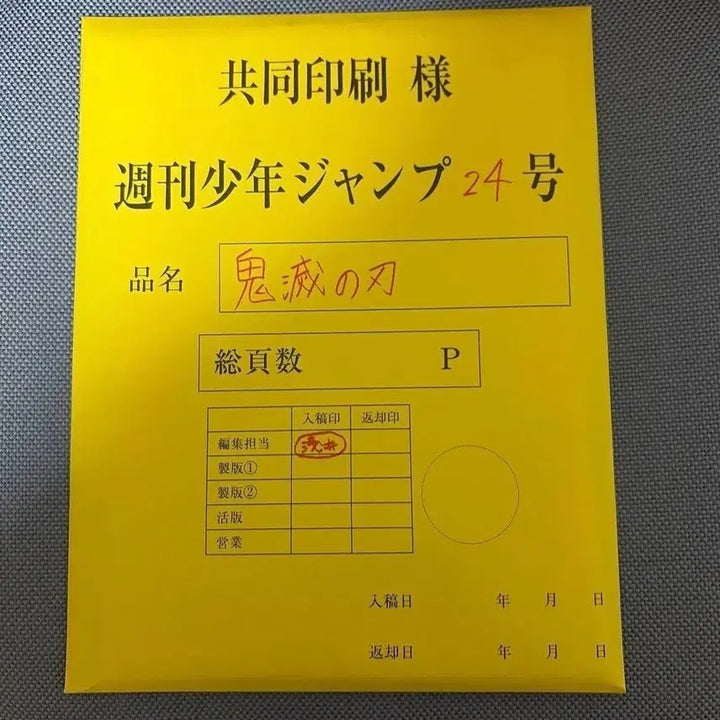 共同印刷 様
週刊少年ジャンプ 24 号
品名 鬼滅の刃
総頁数 P
入稿印 返却印
編集担当 浅井
製版①
製版②
活版
営業
入稿日 年 月 日
返却日 年 月 日